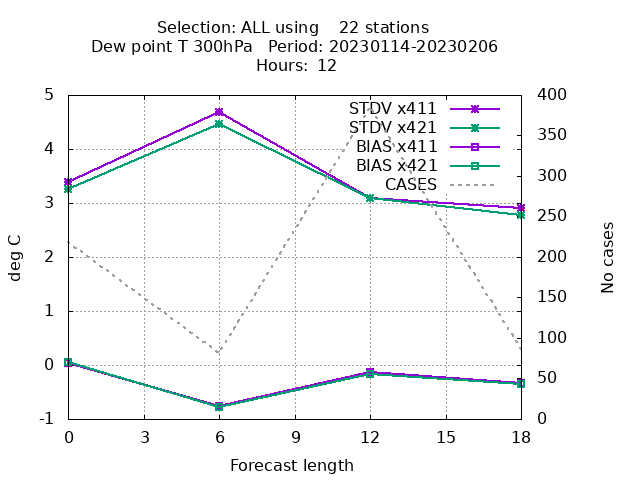 Selection: ALL using    22 stations
Dew point T 300hPa   Period: 20230114-20230206
Hours: 12
STDV x411
STDV x421
BIAS x411
BIAS x421
CASES
5
4
3
2
1
0
-1
deg C
400
350
300
250
200
150
100
50
0
No cases
0 3 6 9 12 15 18
Forecast length